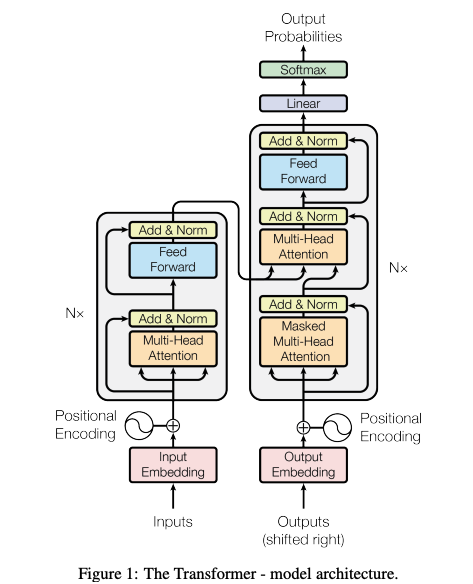 Output
Probabilities
Softmax
Linear
Add & Norm
Feed
Forward
Add & Norm
Multi-Head
Attention
Add & Norm
Masked
Multi-Head
Attention
N×
Add & Norm
Feed
Forward
Add & Norm
Multi-Head
Attention
N×
Positional
Encoding
Input
Embedding
Inputs
Positional
Encoding
Output
Embedding
Outputs
(shifted right)
Figure 1: The Transformer - model architecture.